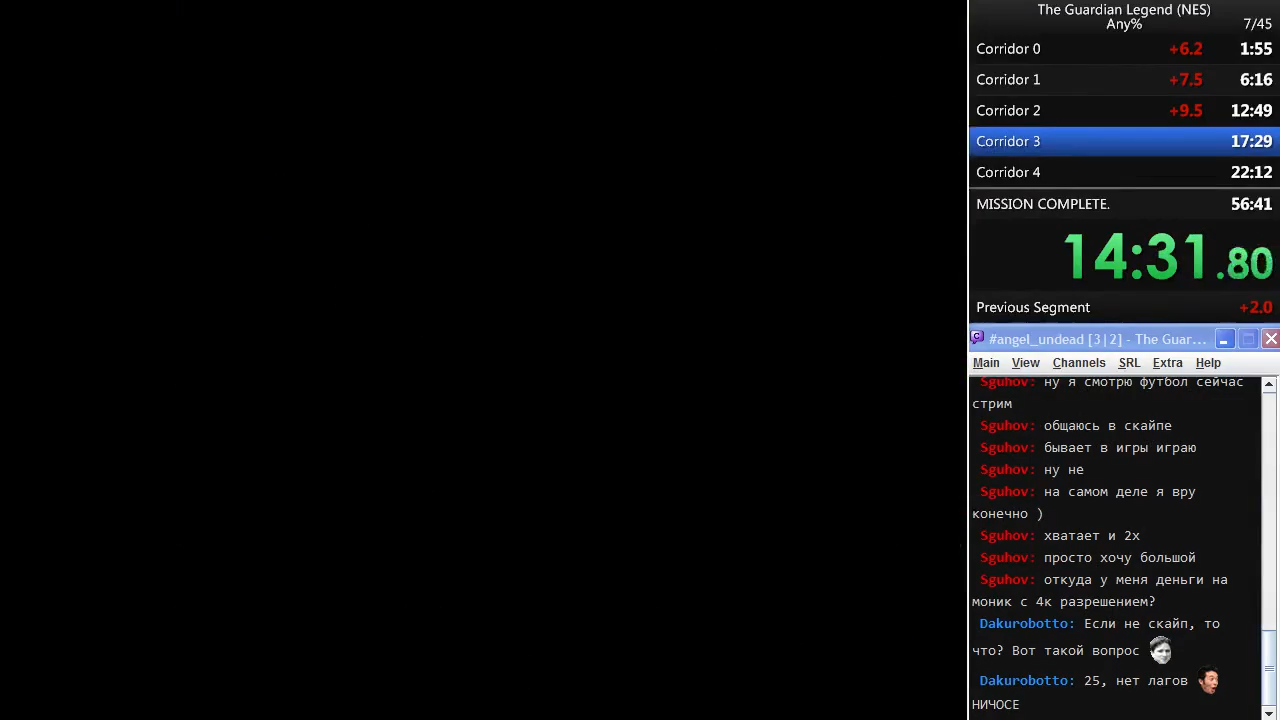 The Guardian Legend (NES)
Any% 7/45
Corridor 0 +6.2 1:55
Corridor 1 +7.5 6:16
Corridor 2 +9.5 12:49
Corridor 3 17:29
Corridor 4 22:12
MISSION COMPLETE. 56:41
14:31.80
Previous Segment +2.0
#angel_undead [3|2] - The Guar...
Main View Channels SRL Extra Help
Sguhov: ну я смотрю футбол сейчас
стрим
Sguhov: общаюсь в скайпе
Sguhov: бывает в игры играю
Sguhov: ну не
Sguhov: на самом деле я вру
конечно )
Sguhov: хватает и 2х
Sguhov: просто хочу большой
Sguhov: откуда у меня деньги на
моник с 4к разрешением?
Dakurobotto: Если не скайп, то
что? Вот такой вопрос
Dakurobotto: 25, нет лагов
НИЧОСЕ